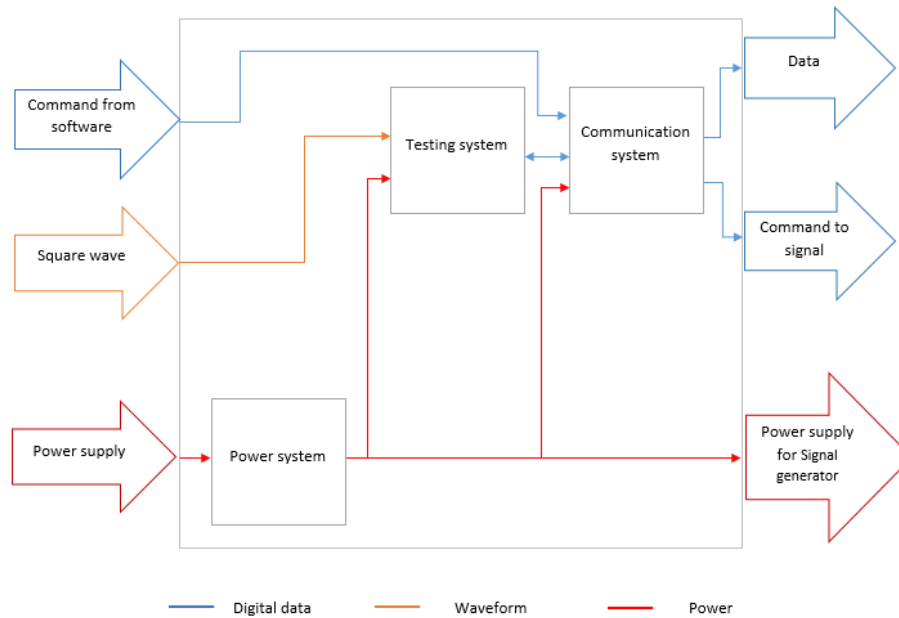 Data
Command from
software
Testing system
Communication
system
Square wave
Command to
signal
Power supply
Power system
Power supply
for Signal
generator
Digital data
Waveform
Power